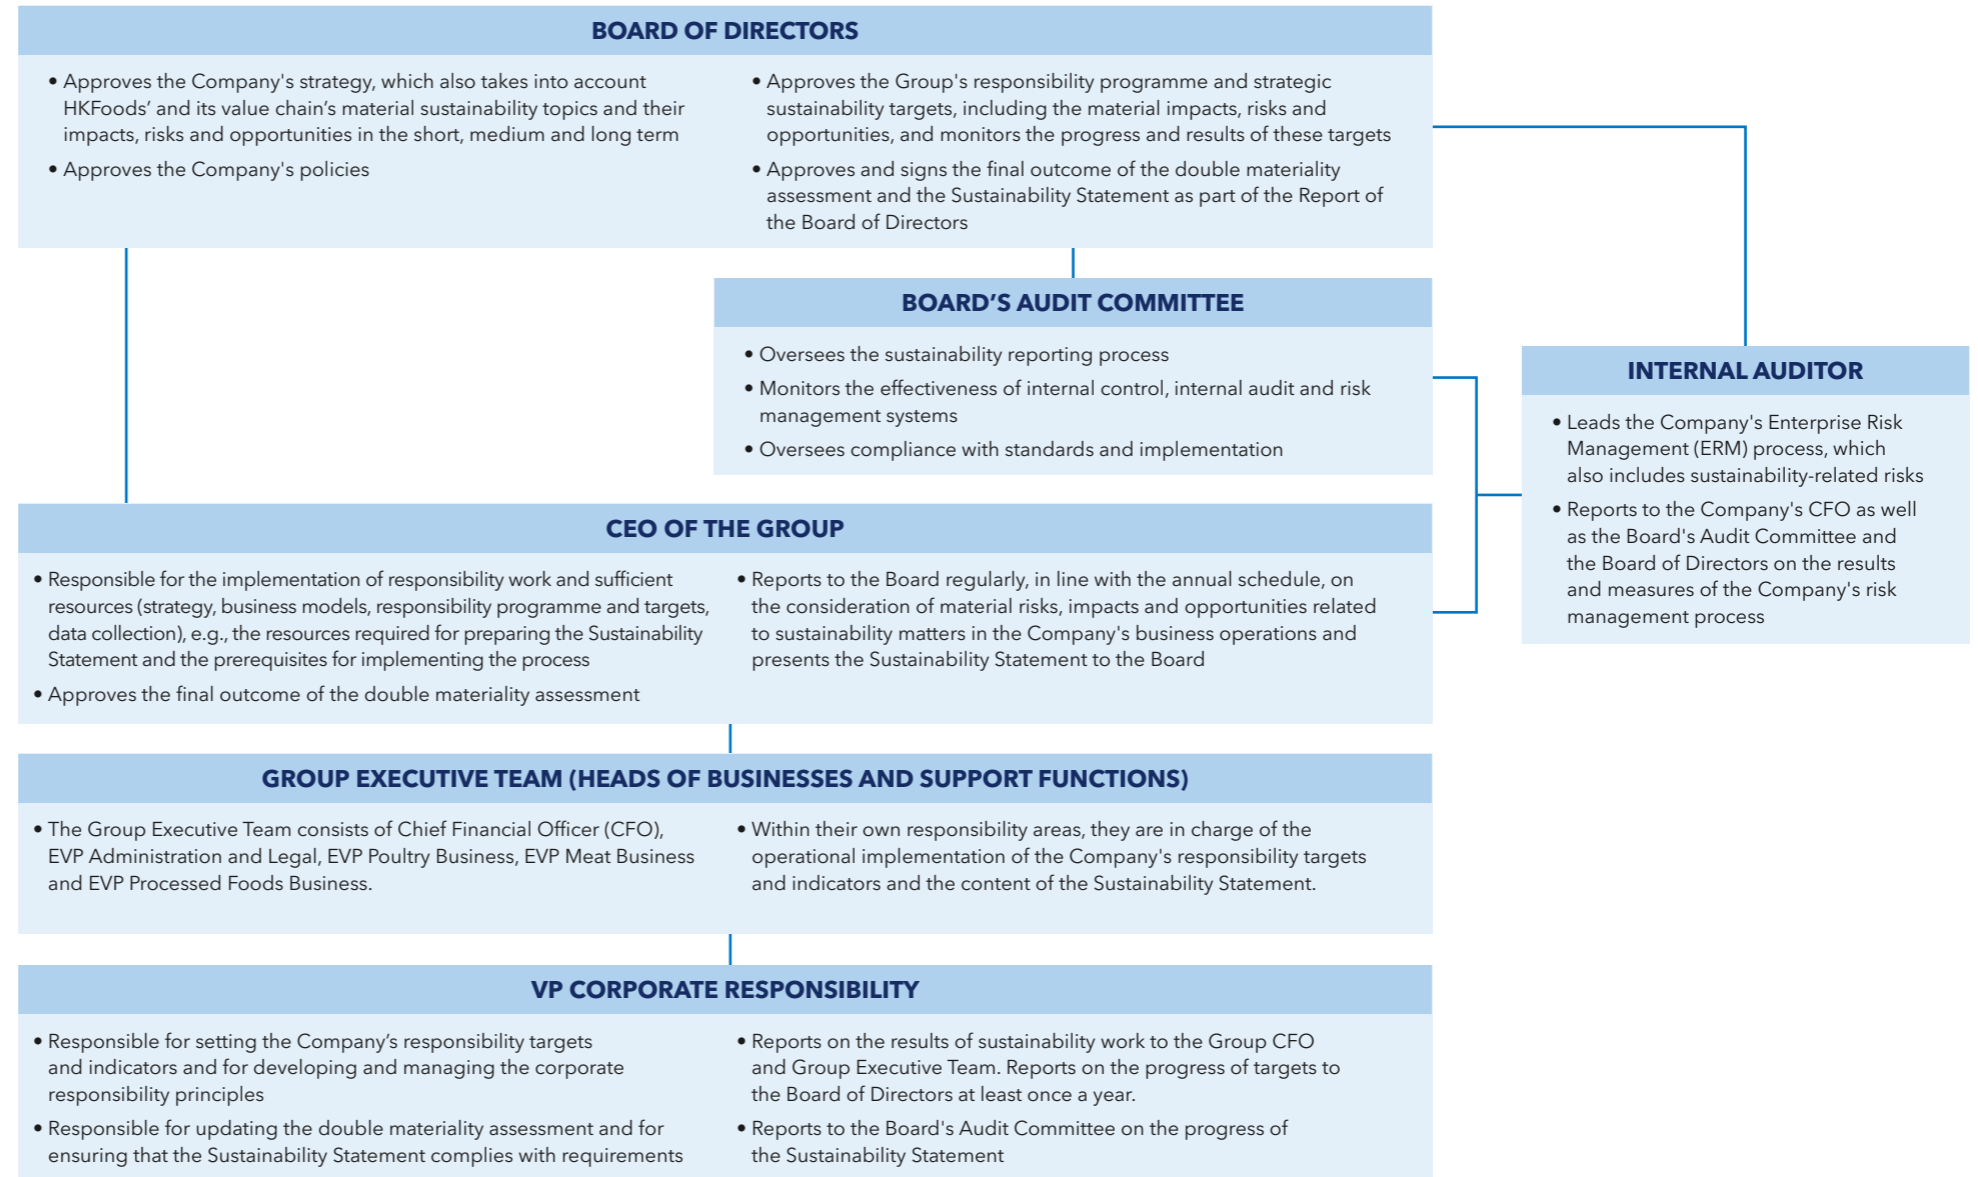 BOARD OF DIRECTORS
• Approves the Company's strategy, which also takes into account
HKFoods’ and its value chain’s material sustainability topics and their
impacts, risks and opportunities in the short, medium and long term
• Approves the Company's policies
• Approves the Group's responsibility programme and strategic
sustainability targets, including the material impacts, risks and
opportunities, and monitors the progress and results of these targets
• Approves and signs the final outcome of the double materiality
assessment and the Sustainability Statement as part of the Report of
the Board of Directors
BOARD’S AUDIT COMMITTEE
• Oversees the sustainability reporting process
• Monitors the effectiveness of internal control, internal audit and risk
management systems
• Oversees compliance with standards and implementation
INTERNAL AUDITOR
• Leads the Company's Enterprise Risk
Management (ERM) process, which
also includes sustainability-related risks
• Reports to the Company's CFO as well
as the Board's Audit Committee and
the Board of Directors on the results
and measures of the Company's risk
management process
CEO OF THE GROUP
• Responsible for the implementation of responsibility work and sufficient
resources (strategy, business models, responsibility programme and targets,
data collection), e.g., the resources required for preparing the Sustainability
Statement and the prerequisites for implementing the process
• Approves the final outcome of the double materiality assessment
• Reports to the Board regularly, in line with the annual schedule, on
the consideration of material risks, impacts and opportunities related
to sustainability matters in the Company's business operations and
presents the Sustainability Statement to the Board
GROUP EXECUTIVE TEAM (HEADS OF BUSINESSES AND SUPPORT FUNCTIONS)
• The Group Executive Team consists of Chief Financial Officer (CFO),
EVP Administration and Legal, EVP Poultry Business, EVP Meat Business
and EVP Processed Foods Business.
• Within their own responsibility areas, they are in charge of the
operational implementation of the Company's responsibility targets
and indicators and the content of the Sustainability Statement.
VP CORPORATE RESPONSIBILITY
• Responsible for setting the Company’s responsibility targets
and indicators and for developing and managing the corporate
responsibility principles
• Responsible for updating the double materiality assessment and for
ensuring that the Sustainability Statement complies with requirements
• Reports on the results of sustainability work to the Group CFO
and Group Executive Team. Reports on the progress of targets to
the Board of Directors at least once a year.
• Reports to the Board's Audit Committee on the progress of
the Sustainability Statement